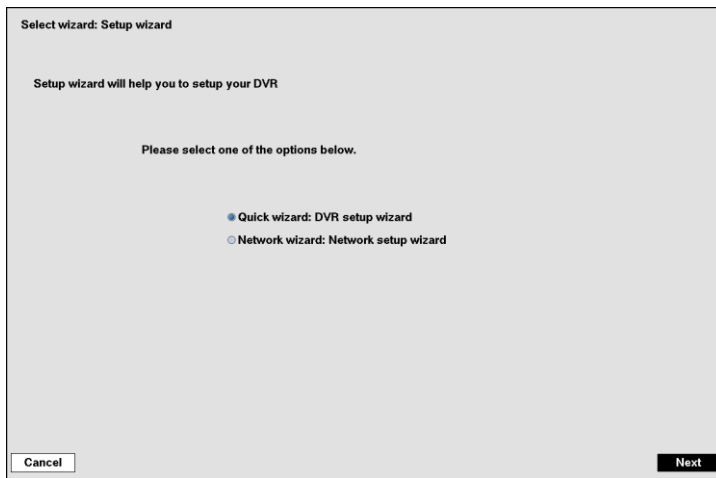 Select wizard: Setup wizard
Setup wizard will help you to setup your DVR
Please select one of the options below.
Quick wizard: DVR setup wizard
Network wizard: Network setup wizard
Cancel
Next